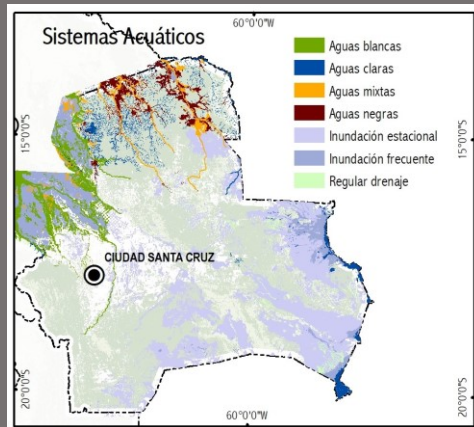 60°0'0"W
Sistemas Acuáticos
Aguas blancas
Aguas claras
Aguas mixtas
Aguas negras
Inundación estacional
Inundación frecuente
Regular drenaje
15°0'0"S
15°0'0"S
CIUDAD SANTA CRUZ
20°0'0"S
20°0'0"S
60°0'0"W